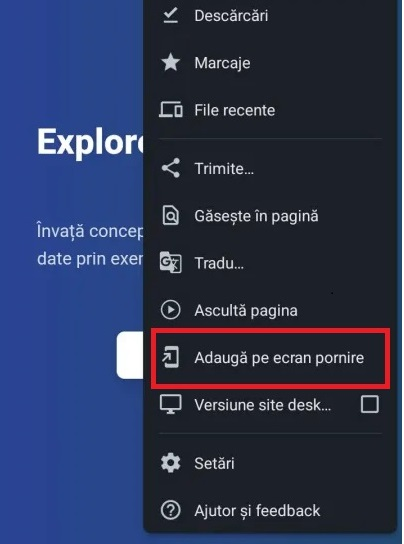 Descărcări
Marcaje
File recente
Explore
Trimite…
Găsește în pagină
Învață concep
date prin exer
Tradu…
Ascultă pagina
Adaugă pe ecran pornire
Versiune site desk…
Setări
Ajutor și feedback